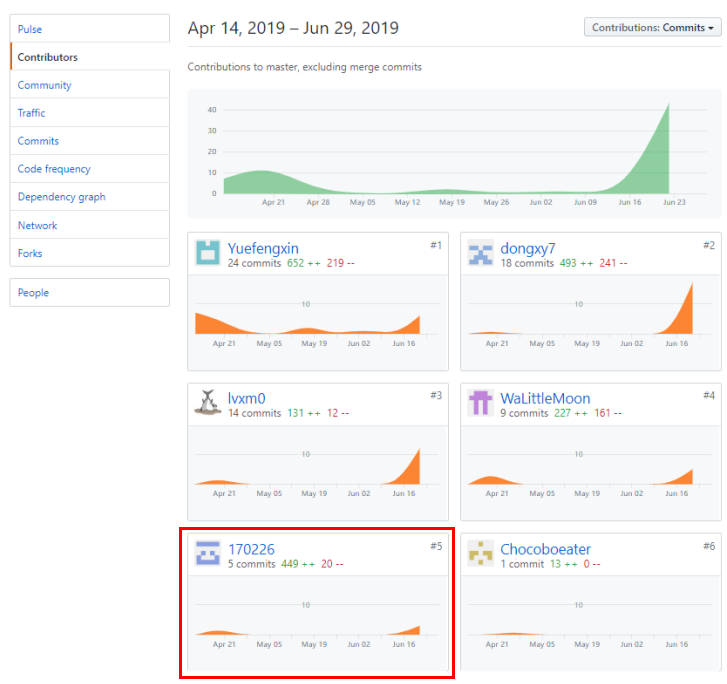 Pulse
Contributors
Community
Traffic
Commits
Code frequency
Dependency graph
Network
Forks
People
Apr 14, 2019 – Jun 29, 2019
Contributions: Commits
Contributions to master, excluding merge commits
40
30
20
10
0
Apr 21 Apr 28 May 05 May 12 May 19 May 26 Jun 02 Jun 09 Jun 16 Jun 23
Yuefengxin #1
24 commits 652 ++ 219 --
10
Apr 21 May 05 May 19 Jun 02 Jun 16
dongxy7 #2
18 commits 493 ++ 241 --
10
Apr 21 May 05 May 19 Jun 02 Jun 16
lvxm0 #3
14 commits 131 ++ 12 --
10
Apr 21 May 05 May 19 Jun 02 Jun 16
WaLittleMoon #4
9 commits 227 ++ 161 --
10
Apr 21 May 05 May 19 Jun 02 Jun 16
170226 #5
5 commits 449 ++ 20 --
10
Apr 21 May 05 May 19 Jun 02 Jun 16
Chocoboeater #6
1 commit 13 ++ 0 --
10
Apr 21 May 05 May 19 Jun 02 Jun 16